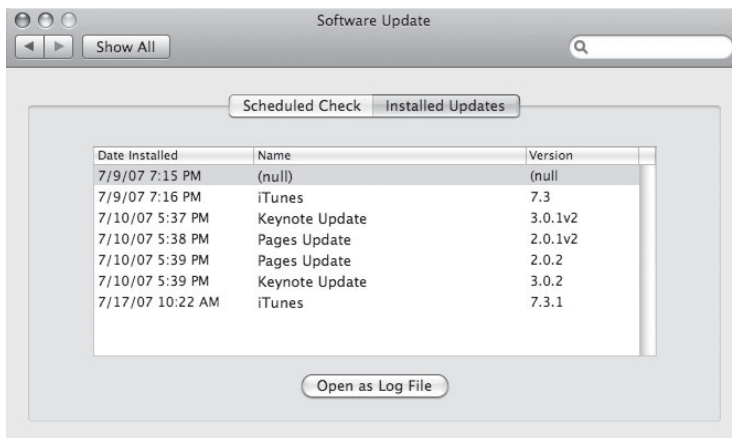 Software Update
Show All
Scheduled Check Installed Updates
Date Installed Name Version
7/9/07 7:15 PM (null) (null
7/9/07 7:16 PM iTunes 7.3
7/10/07 5:37 PM Keynote Update 3.0.1v2
7/10/07 5:38 PM Pages Update 2.0.1v2
7/10/07 5:39 PM Pages Update 2.0.2
7/10/07 5:39 PM Keynote Update 3.0.2
7/17/07 10:22 AM iTunes 7.3.1
Open as Log File